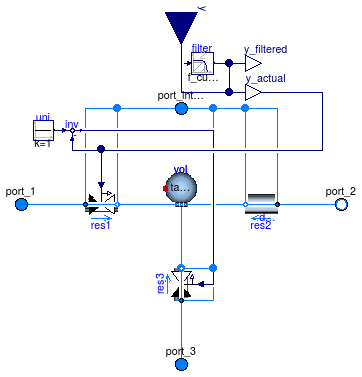 y
filter
y_filtered
f_cu...
y_actual
port_int...
uni
inv
k=1
vol
ta...
port_1
port_2
res1
d...
res2
res3
port_3